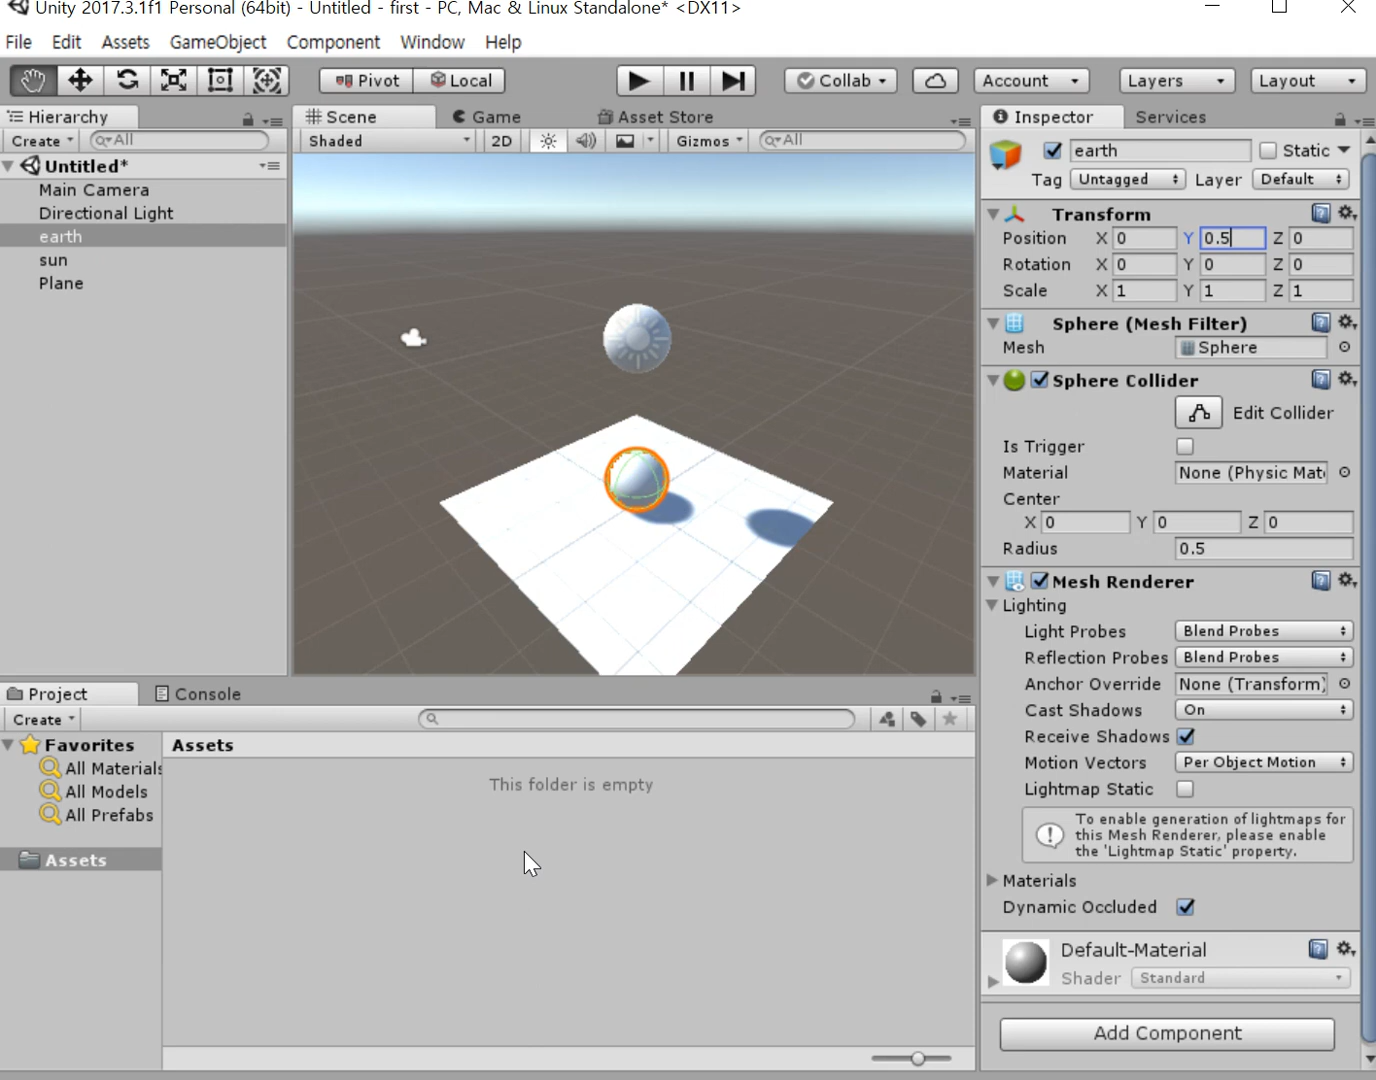 Unity 2017.3.1f1 Personal (64bit) - Untitled - first - PC, Mac & Linux Standalone* <DX11>
File Edit Assets GameObject Component Window Help
Pivot Local Collab Account Layers Layout
Hierarchy
Create All
Untitled*
Main Camera
Directional Light
earth
sun
Plane
Scene Game Asset Store
Shaded 2D Gizmos All
Project Console
Create
Favorites
All Materials
All Models
All Prefabs
Assets
Assets
This folder is empty
Inspector Services
earth Static
Tag Untagged Layer Default
Transform
Position X 0 Y 0.5 Z 0
Rotation X 0 Y 0 Z 0
Scale X 1 Y 1 Z 1
Sphere (Mesh Filter)
Mesh Sphere
Sphere Collider
Edit Collider
Is Trigger
Material None (Physic Mat
Center
X 0 Y 0 Z 0
Radius 0.5
Mesh Renderer
Lighting
Light Probes Blend Probes
Reflection Probes Blend Probes
Anchor Override None (Transform)
Cast Shadows On
Receive Shadows
Motion Vectors Per Object Motion
Lightmap Static
To enable generation of lightmaps for
this Mesh Renderer, please enable
the 'Lightmap Static' property.
Materials
Dynamic Occluded
Default-Material
Shader Standard
Add Component